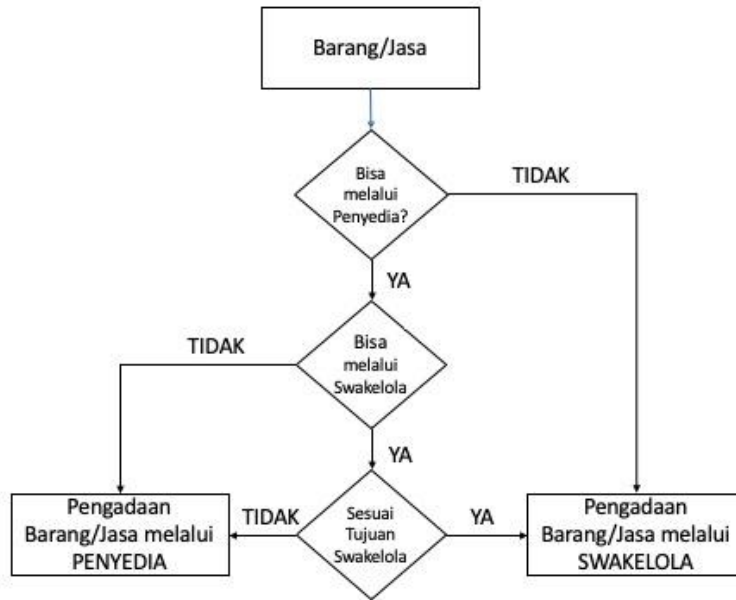 Barang/Jasa
Bisa
melalui
Penyedia?
TIDAK
YA
Bisa
melalui
Swakelola
TIDAK
YA
Sesuai
Tujuan
Swakelola
TIDAK
YA
Pengadaan
Barang/Jasa melalui
PENYEDIA
Pengadaan
Barang/Jasa melalui
SWAKELOLA